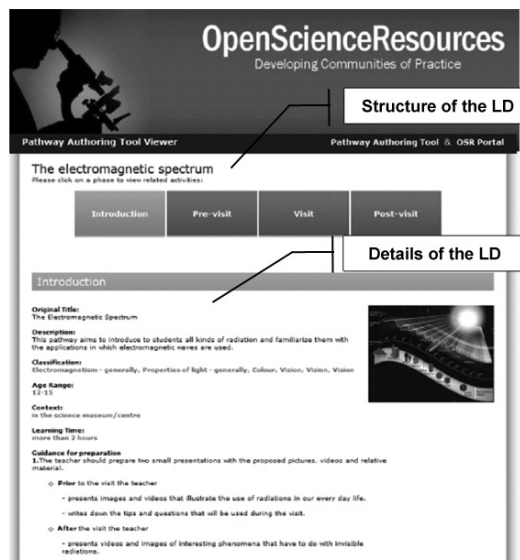 OpenScienceResources
Developing Communities of Practice
Structure of the LD
Pathway Authoring Tool Viewer
Pathway Authoring Tool & OSR Portal
The electromagnetic spectrum
Please click on a phase to view related activities:
Introduction
Pre-visit
Visit
Post-visit
Details of the LD
Introduction
Original Title:
The Electromagnetic Spectrum
Description:
This pathway aims to introduce to students all kinds of radiation and familiarize them with
the applications in which electromagnetic waves are used.
Classification:
Electromagnetism - generally, Properties of light - generally, Colour, Vision, Vision, Vision
Age Range:
12-15
Context:
in the science museum/centre
Learning Time:
more than 2 hours
Guidance for preparation
1.The teacher should prepare two small presentations with the proposed pictures, videos and relative
material.
Prior to the visit the teacher
- presents images and videos that illustrate the use of radiations in our every day life.
- writes down the tips and questions that will be used during the visit.
After the visit the teacher
- presents videos and images of interesting phenomena that have to do with invisible
radiations.